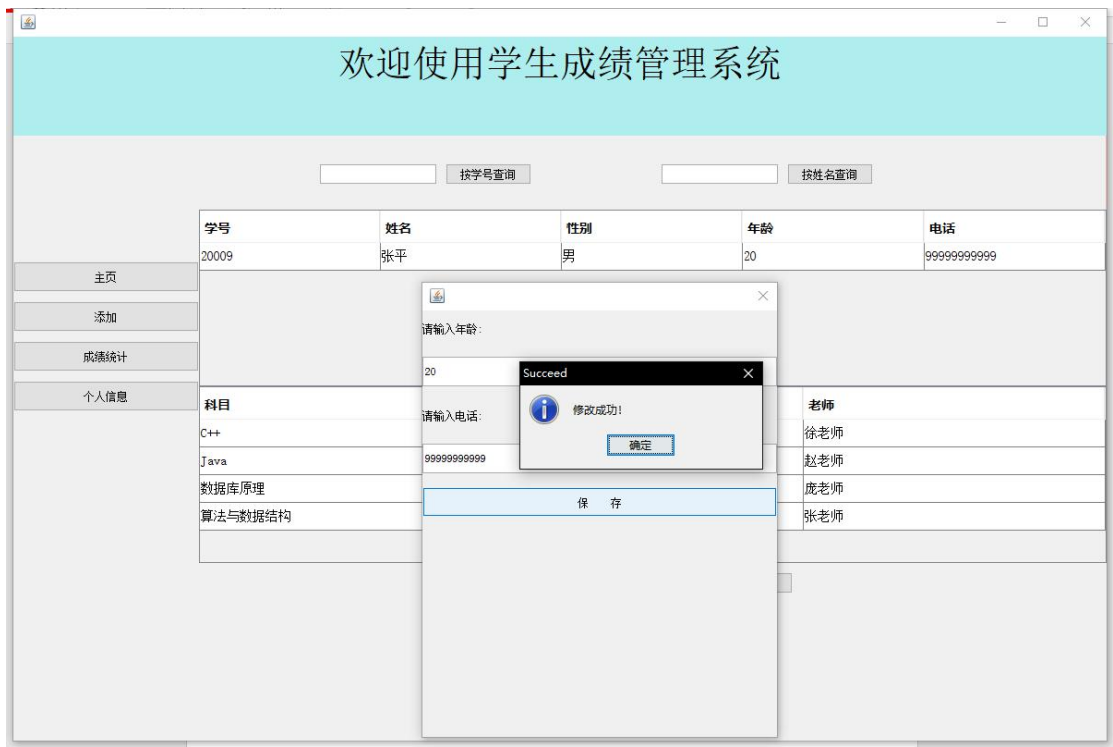 欢迎使用学生成绩管理系统
按学号查询 按姓名查询
学号 姓名 性别 年龄 电话
20009 张平 男 20 99999999999
主页
添加
成绩统计
个人信息
请输入年龄:
20
请输入电话:
99999999999
保 存
Succeed
修改成功!
确定
科目 老师
C++ 徐老师
Java 赵老师
数据库原理 庞老师
算法与数据结构 张老师